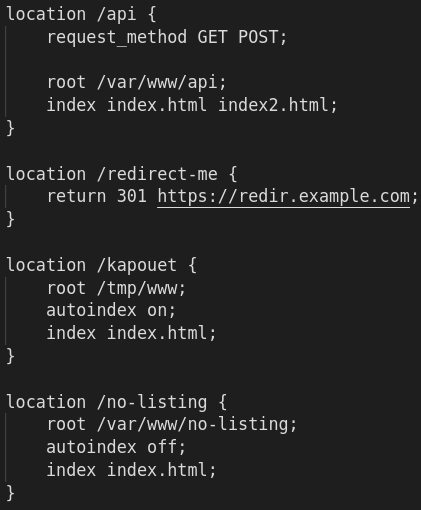 location /api {
    request_method GET POST;

    root /var/www/api;
    index index.html index2.html;
}

location /redirect-me {
    return 301 https://redir.example.com;
}

location /kapouet {
    root /tmp/www;
    autoindex on;
    index index.html;
}

location /no-listing {
    root /var/www/no-listing;
    autoindex off;
    index index.html;
}